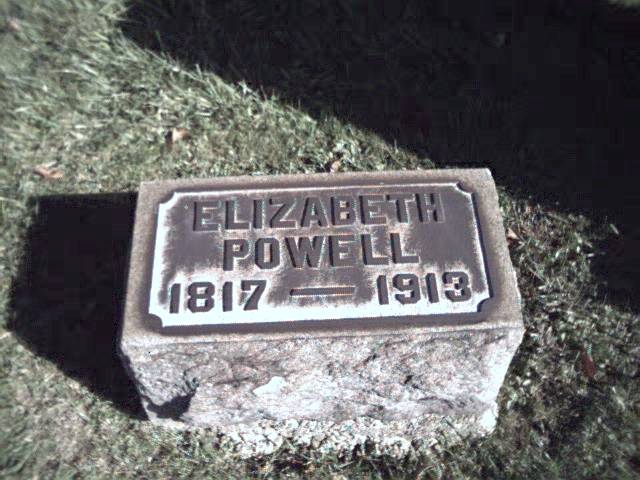 ELIZABETH
POWELL
1817 — 1913